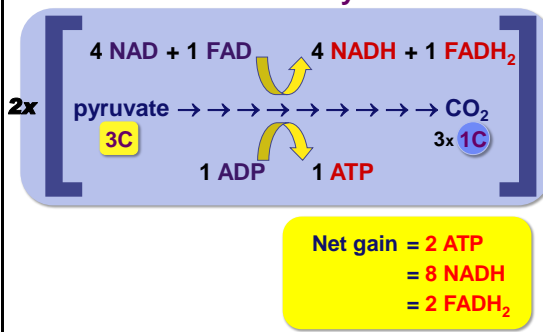 4 NAD + 1 FAD 4 NADH + 1 FADH₂
2x pyruvate → → → → → → → → → CO₂
3C 3x 1C
1 ADP 1 ATP
Net gain = 2 ATP
= 8 NADH
= 2 FADH₂